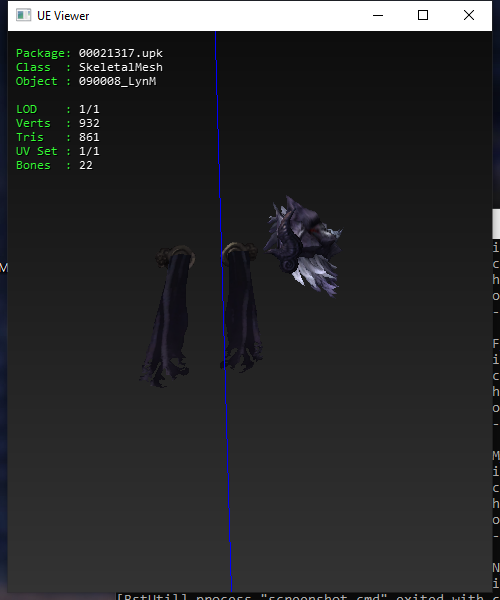 UE Viewer
Package: 00021317.upk
Class  : SkeletalMesh
Object : 090008_LynM
LOD    : 1/1
Verts  : 932
Tris   : 861
UV Set : 1/1
Bones  : 22
M
i
c
h
o
-
F
i
c
h
o
-
M
i
c
h
o
-
N
i
[BstUtil] process "screenshot.cmd" exited with c